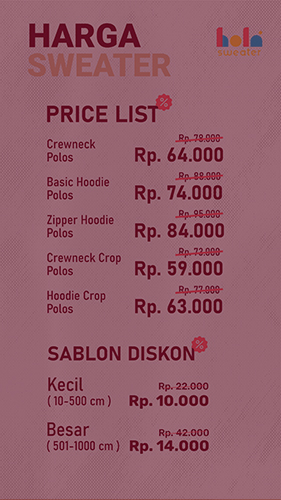 HARGA
SWEATER
hola
sweater
PRICE LIST %
Crewneck
Polos
Rp. 78.000
Rp. 64.000
Basic Hoodie
Polos
Rp. 88.000
Rp. 74.000
Zipper Hoodie
Polos
Rp. 95.000
Rp. 84.000
Crewneck Crop
Polos
Rp. 73.000
Rp. 59.000
Hoodie Crop
Polos
Rp. 77.000
Rp. 63.000
SABLON DISKON %
Kecil
( 10-500 cm )
Rp. 22.000
Rp. 10.000
Besar
( 501-1000 cm )
Rp. 42.000
Rp. 14.000